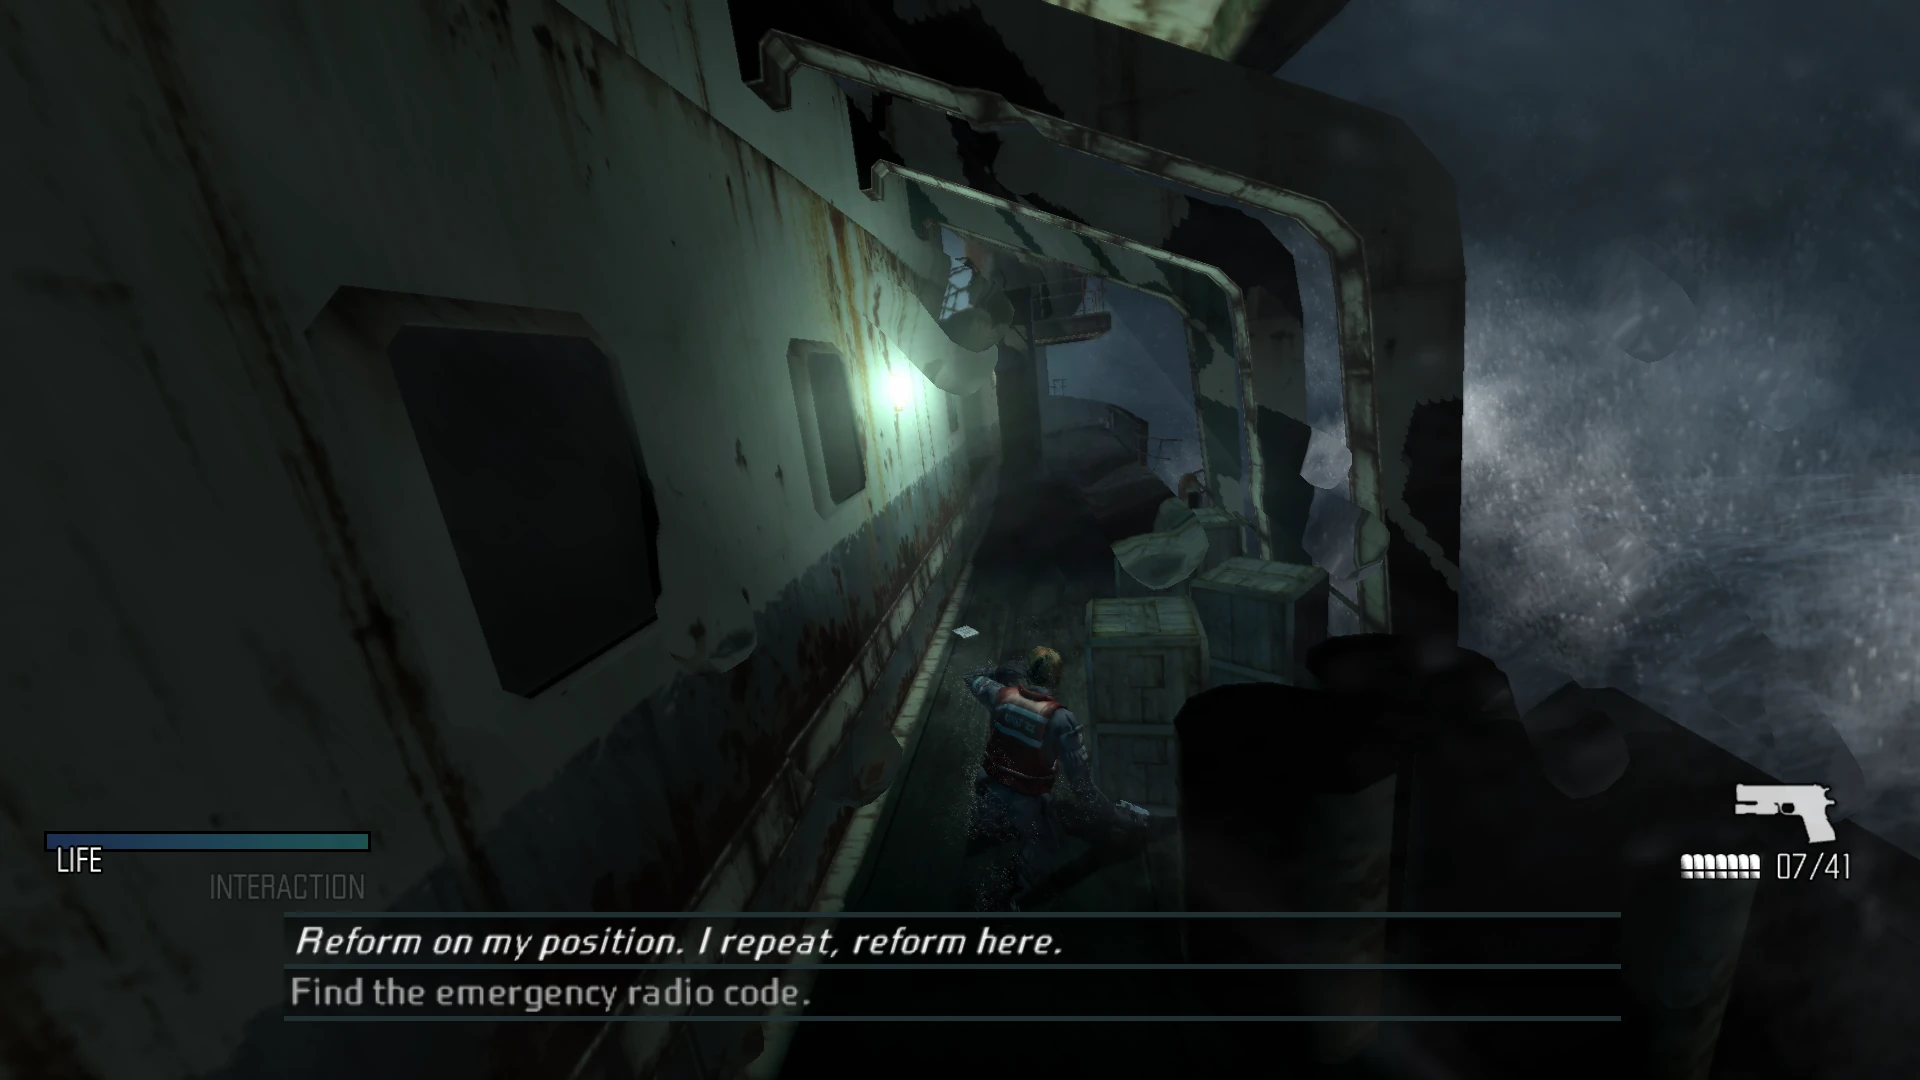 LIFE
INTERACTION
07/41
Reform on my position. I repeat, reform here.
Find the emergency radio code.